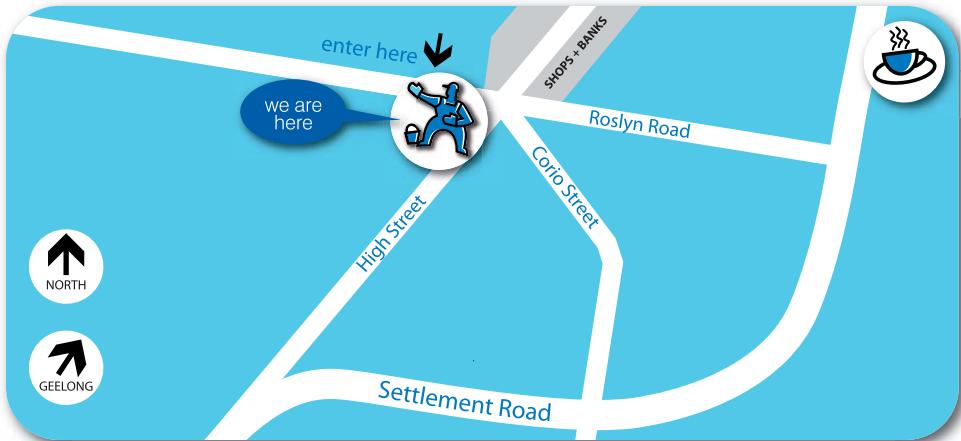 SHOPS + BANKS
enter here
we are
here
Roslyn Road
Corio Street
High Street
NORTH
GEELONG
Settlement Road